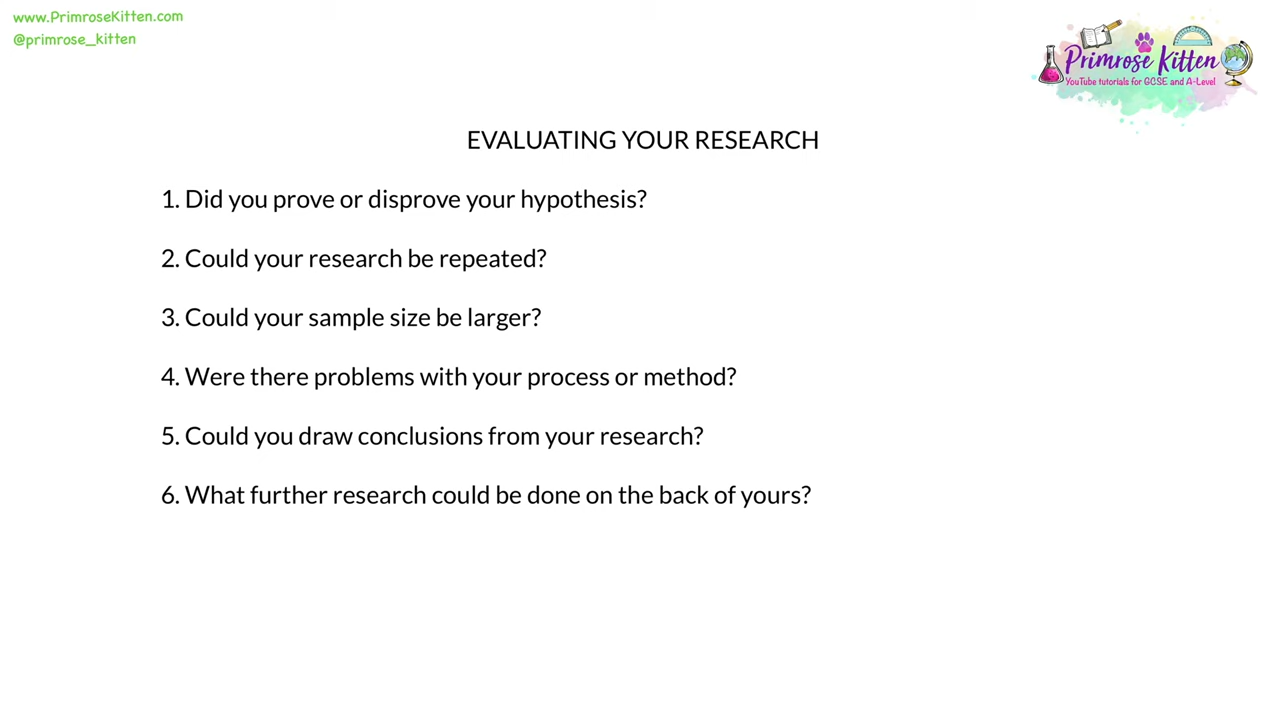 www.PrimroseKitten.com
@primrose_kitten
Primrose Kitten
YouTube tutorials for GCSE and A-Level
EVALUATING YOUR RESEARCH
1. Did you prove or disprove your hypothesis?
2. Could your research be repeated?
3. Could your sample size be larger?
4. Were there problems with your process or method?
5. Could you draw conclusions from your research?
6. What further research could be done on the back of yours?